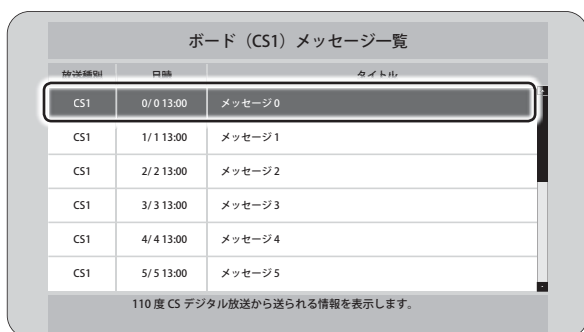 ボード（CS1）メッセージ一覧
放送種別 日時 タイトル
CS1 0/ 0 13:00 メッセージ 0
CS1 1/ 1 13:00 メッセージ 1
CS1 2/ 2 13:00 メッセージ 2
CS1 3/ 3 13:00 メッセージ 3
CS1 4/ 4 13:00 メッセージ 4
CS1 5/ 5 13:00 メッセージ 5
110 度 CS デジタル放送から送られる情報を表示します。